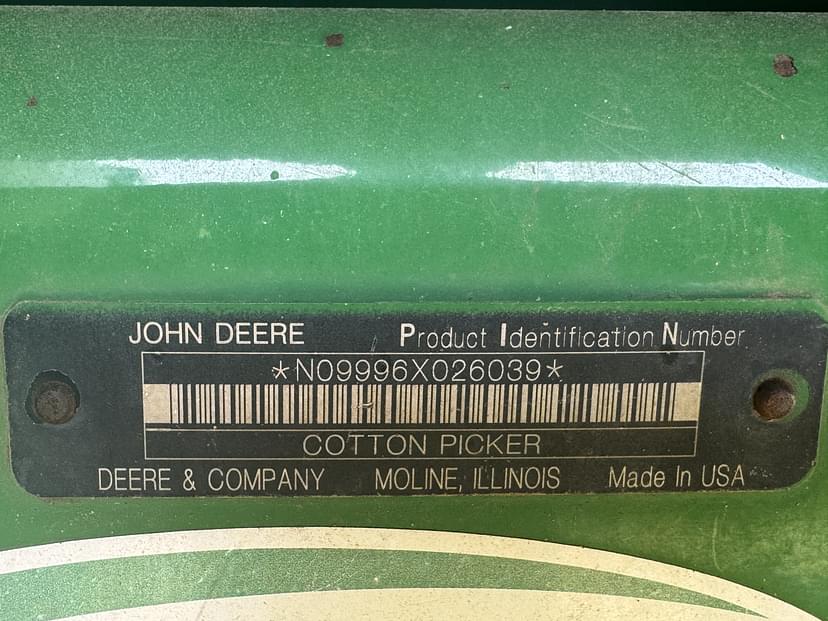 JOHN DEERE Product Identification Number
*N09996X026039*
COTTON PICKER
DEERE & COMPANY MOLINE, ILLINOIS Made In USA